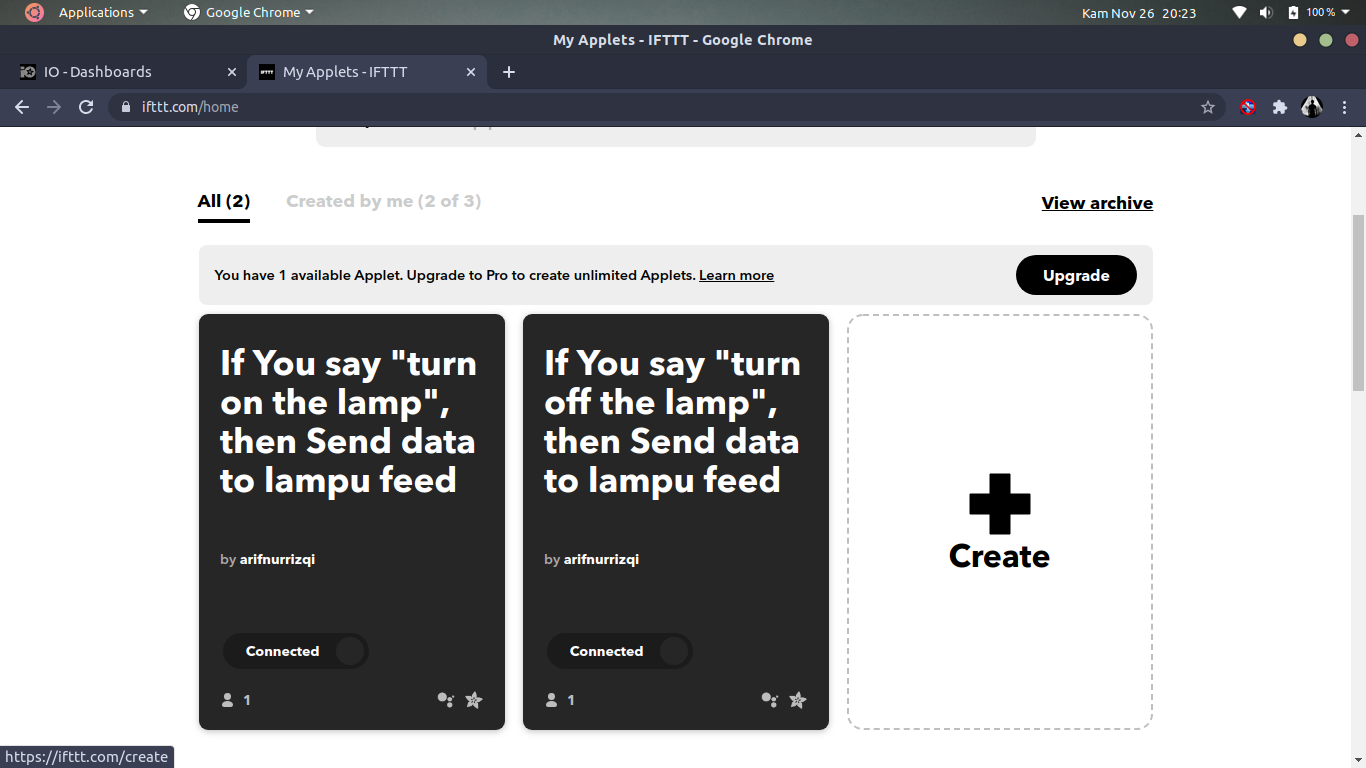 Applications
Google Chrome
Kam Nov 26 20:23
100 %
My Applets - IFTTT - Google Chrome
IO - Dashboards
IFTTT
My Applets - IFTTT
ifttt.com/home
All (2)
Created by me (2 of 3)
View archive
You have 1 available Applet. Upgrade to Pro to create unlimited Applets. Learn more
Upgrade
If You say "turn
on the lamp",
then Send data
to lampu feed
by arifnurrizqi
Connected
1
If You say "turn
off the lamp",
then Send data
to lampu feed
by arifnurrizqi
Connected
1
Create
https://ifttt.com/create